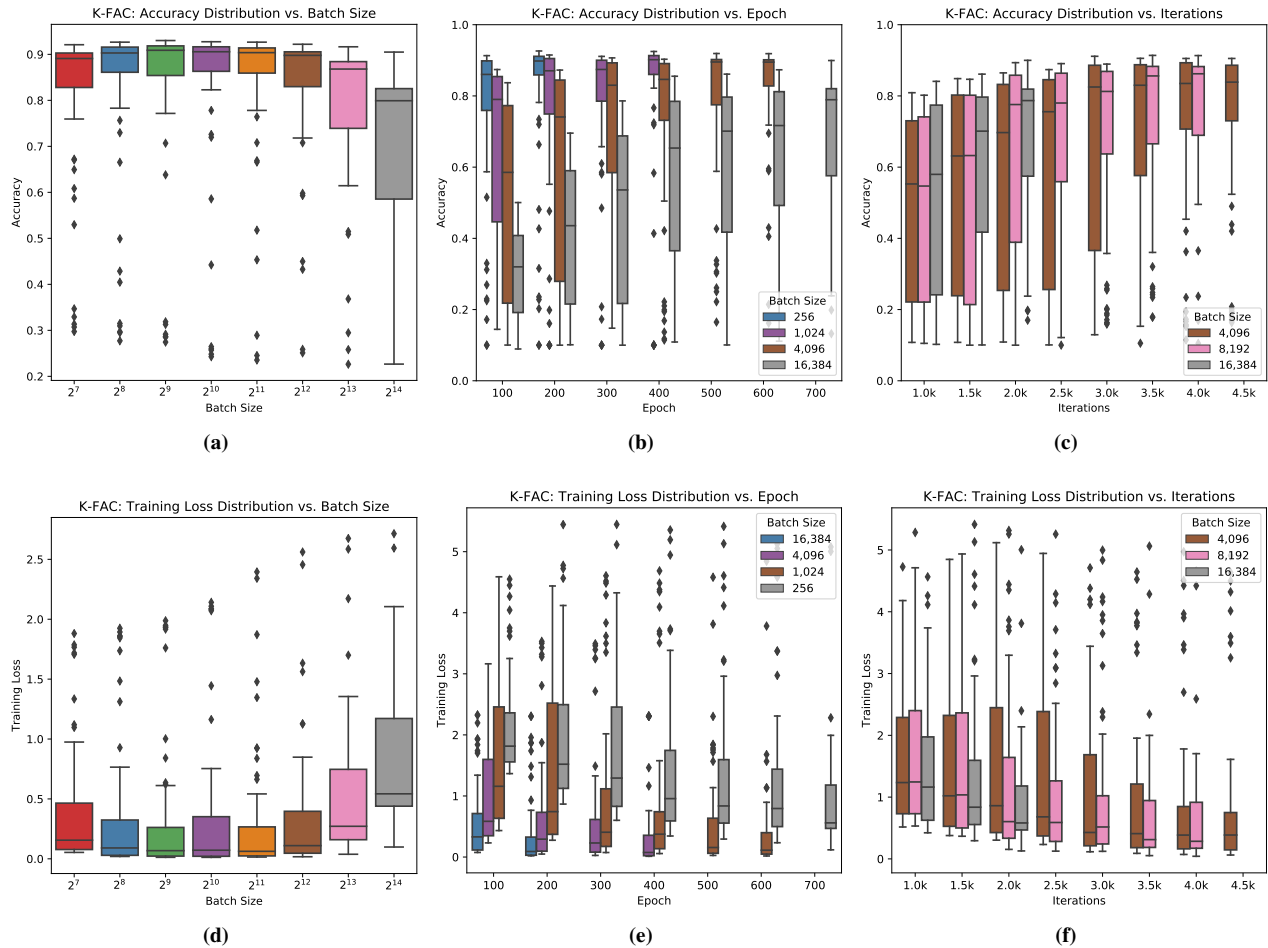 K-FAC: Accuracy Distribution vs. Batch Size
0.9
0.8
0.7
0.6
0.5
0.4
0.3
0.2
Accuracy
2^7 2^8 2^9 2^10 2^11 2^12 2^13 2^14
Batch Size
(a)
K-FAC: Accuracy Distribution vs. Epoch
1.0
0.8
0.6
0.4
0.2
0.0
Accuracy
Batch Size
256
1,024
4,096
16,384
100 200 300 400 500 600 700
Epoch
(b)
K-FAC: Accuracy Distribution vs. Iterations
1.0
0.8
0.6
0.4
0.2
0.0
Accuracy
Batch Size
4,096
8,192
16,384
1.0k 1.5k 2.0k 2.5k 3.0k 3.5k 4.0k 4.5k
Iterations
(c)
K-FAC: Training Loss Distribution vs. Batch Size
2.5
2.0
1.5
1.0
0.5
0.0
Training Loss
2^7 2^8 2^9 2^10 2^11 2^12 2^13 2^14
Batch Size
(d)
K-FAC: Training Loss Distribution vs. Epoch
5
4
3
2
1
0
Training Loss
Batch Size
16,384
4,096
1,024
256
100 200 300 400 500 600 700
Epoch
(e)
K-FAC: Training Loss Distribution vs. Iterations
5
4
3
2
1
0
Training Loss
Batch Size
4,096
8,192
16,384
1.0k 1.5k 2.0k 2.5k 3.0k 3.5k 4.0k 4.5k
Iterations
(f)